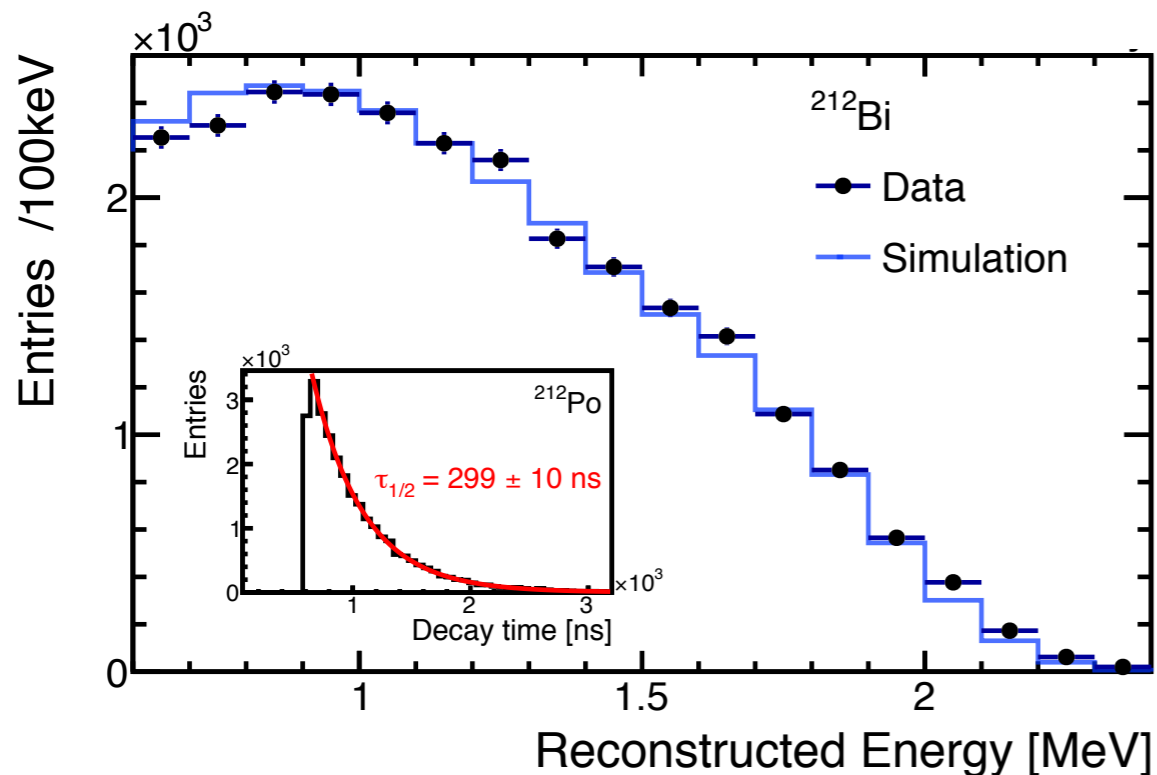 ×10³
Entries /100keV
²¹²Bi
Data
Simulation
2
1
0
1
1.5
2
Reconstructed Energy [MeV]
×10³
Entries
²¹²Po
τ₁/₂ = 299 ± 10 ns
3
2
1
0
1
2
3
×10³
Decay time [ns]